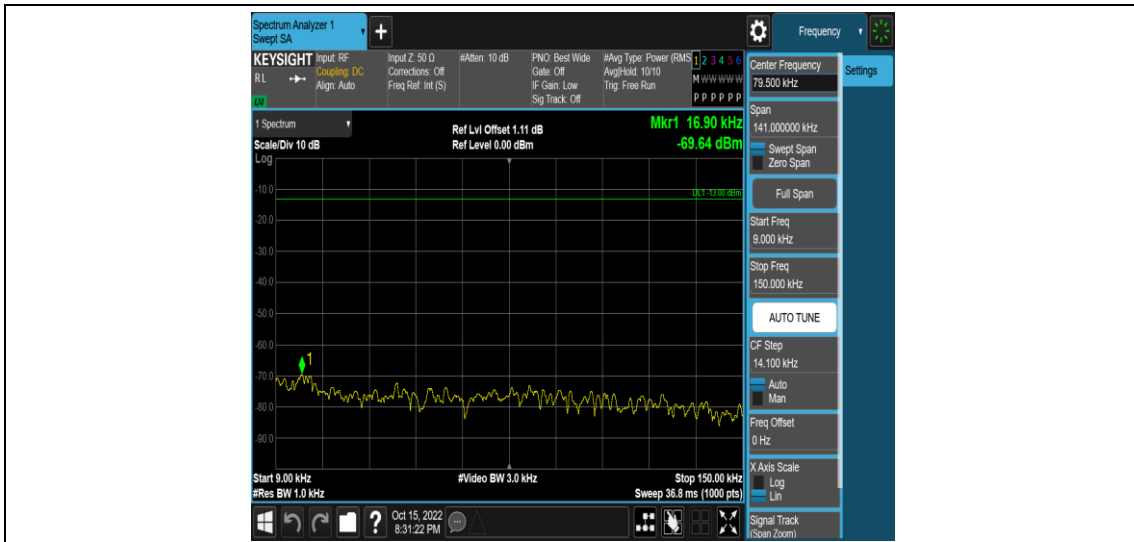 Spectrum Analyzer 1
Swept SA
+
Frequency
KEYSIGHT
RL
LXI
Input: RF
Coupling: DC
Align: Auto
Input Z: 50 Ω
Corrections: Off
Freq Ref: Int (S)
#Atten: 10 dB
PNO: Best Wide
Gate: Off
IF Gain: Low
Sig Track: Off
#Avg Type: Power (RMS
Avg|Hold: 10/10
Trig: Free Run
1 2 3 4 5 6
M W W W W W
P P P P P P
Center Frequency
79.500 kHz
Settings
1 Spectrum
Scale/Div 10 dB
Ref Lvl Offset 1.11 dB
Ref Level 0.00 dBm
Mkr1 16.90 kHz
-69.64 dBm
Log
DL1 -13.00 dBm
-10.0
-20.0
-30.0
-40.0
-50.0
-60.0
-70.0
-80.0
-90.0
1
Start 9.00 kHz
#Res BW 1.0 kHz
#Video BW 3.0 kHz
Stop 150.00 kHz
Sweep 36.8 ms (1000 pts)
Span
141.000000 kHz
Swept Span
Zero Span
Full Span
Start Freq
9.000 kHz
Stop Freq
150.000 kHz
AUTO TUNE
CF Step
14.100 kHz
Auto
Man
Freq Offset
0 Hz
X Axis Scale
Log
Lin
Signal Track
(Span Zoom)
?
Oct 15, 2022
8:31:22 PM